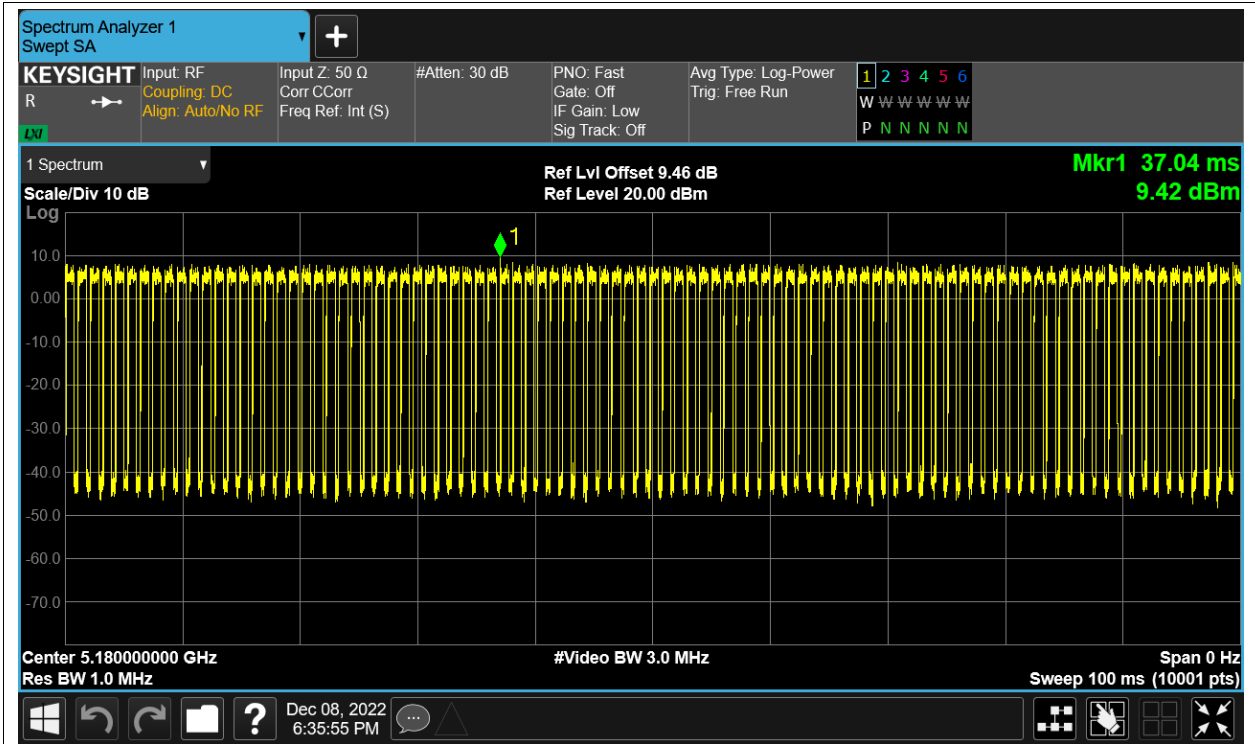 Spectrum Analyzer 1
Swept SA
KEYSIGHT
R
LXI
Input: RF
Coupling: DC
Align: Auto/No RF
Input Z: 50 Ω
Corr CCorr
Freq Ref: Int (S)
#Atten: 30 dB
PNO: Fast
Gate: Off
IF Gain: Low
Sig Track: Off
Avg Type: Log-Power
Trig: Free Run
1 2 3 4 5 6
W W W W W W
P N N N N N
1 Spectrum
Scale/Div 10 dB
Log
Ref Lvl Offset 9.46 dB
Ref Level 20.00 dBm
Mkr1 37.04 ms
9.42 dBm
1
10.0
0.00
-10.0
-20.0
-30.0
-40.0
-50.0
-60.0
-70.0
Center 5.180000000 GHz
Res BW 1.0 MHz
#Video BW 3.0 MHz
Span 0 Hz
Sweep 100 ms (10001 pts)
?
Dec 08, 2022
6:35:55 PM